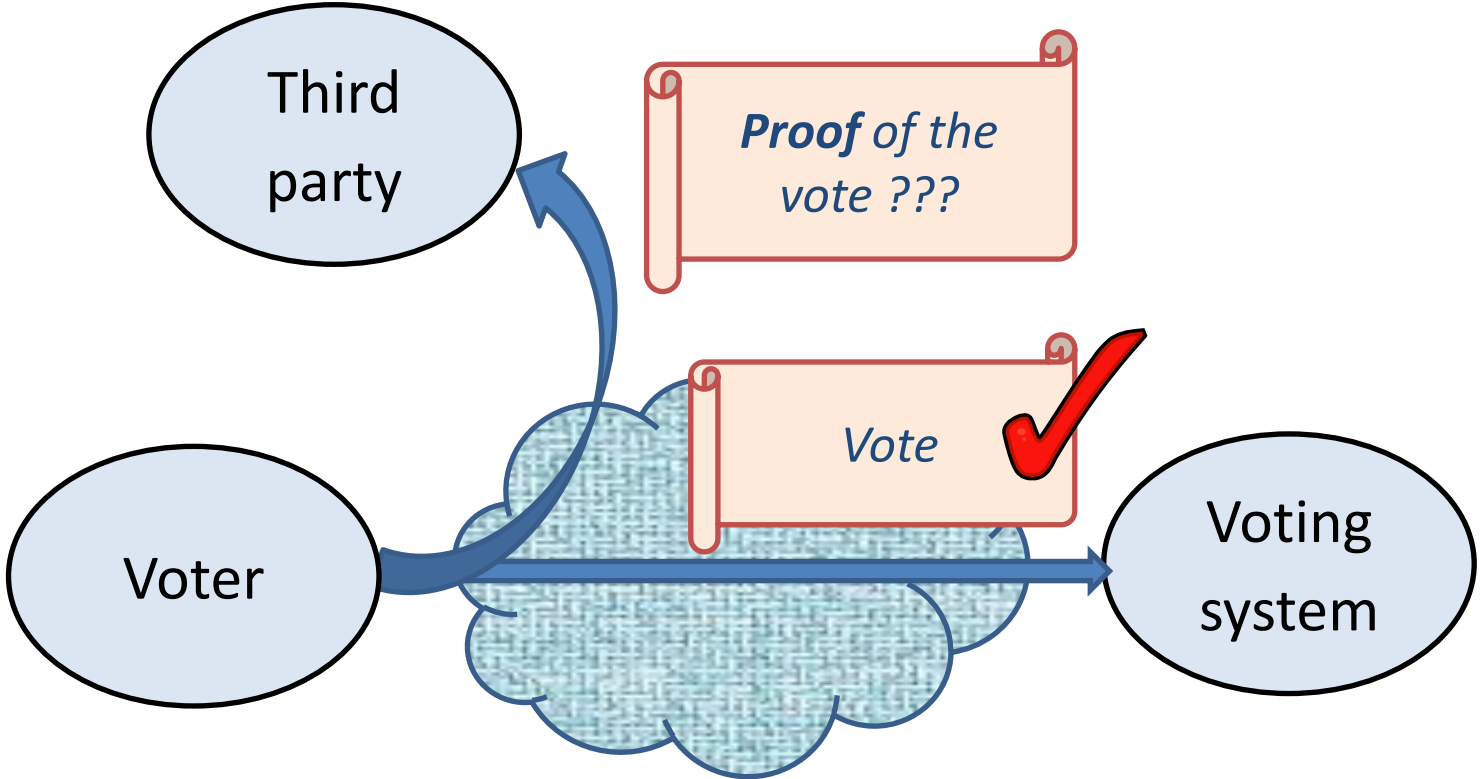 Third
party
Proof of the
vote ???
Vote
Voter
Voting
system